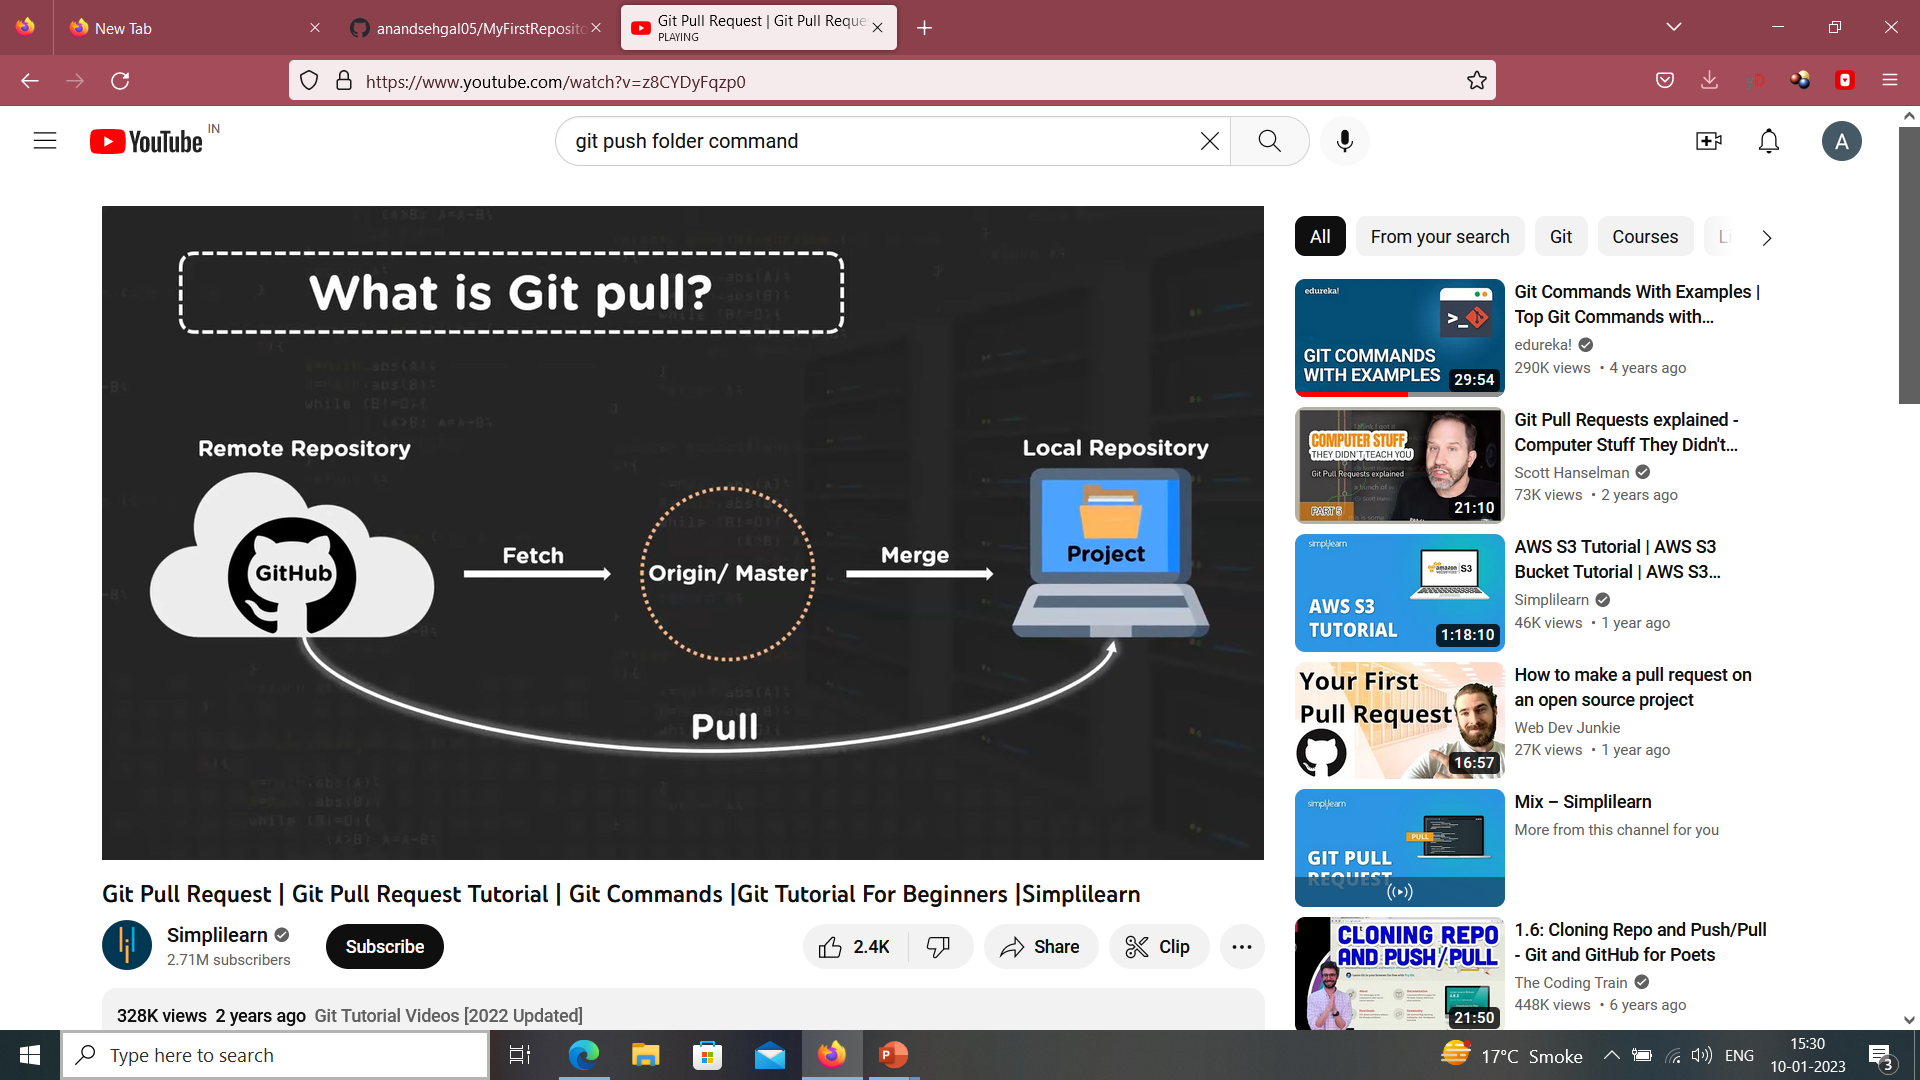 New Tab
anandsehgal05/MyFirstReposito
Git Pull Request | Git Pull Reque
PLAYING
https://www.youtube.com/watch?v=z8CYDyFqzp0
YouTube IN
git push folder command
A
What is Git pull?
Remote Repository
Local Repository
GitHub
Fetch
Origin/ Master
Merge
Project
Pull
Git Pull Request | Git Pull Request Tutorial | Git Commands |Git Tutorial For Beginners |Simplilearn
Simplilearn
2.71M subscribers
Subscribe
2.4K
Share
Clip
328K views 2 years ago Git Tutorial Videos [2022 Updated]
All
From your search
Git
Courses
Li
edureka!
GIT COMMANDS
WITH EXAMPLES
29:54
Git Commands With Examples |
Top Git Commands with...
edureka!
290K views • 4 years ago
COMPUTER STUFF
THEY DIDN'T TEACH YOU
Git Pull Requests explained
PART 5
21:10
Git Pull Requests explained -
Computer Stuff They Didn't...
Scott Hanselman
73K views • 2 years ago
simplilearn
amazon S3
AWS S3
TUTORIAL
1:18:10
AWS S3 Tutorial | AWS S3
Bucket Tutorial | AWS S3...
Simplilearn
46K views • 1 year ago
Your First
Pull Request
16:57
How to make a pull request on
an open source project
Web Dev Junkie
27K views • 1 year ago
simplilearn
PULL
GIT PULL
REQUEST
Mix – Simplilearn
More from this channel for you
CLONING REPO
AND PUSH/PULL
21:50
1.6: Cloning Repo and Push/Pull
- Git and GitHub for Poets
The Coding Train
448K views • 6 years ago
Type here to search
17°C Smoke
ENG
15:30
10-01-2023
3